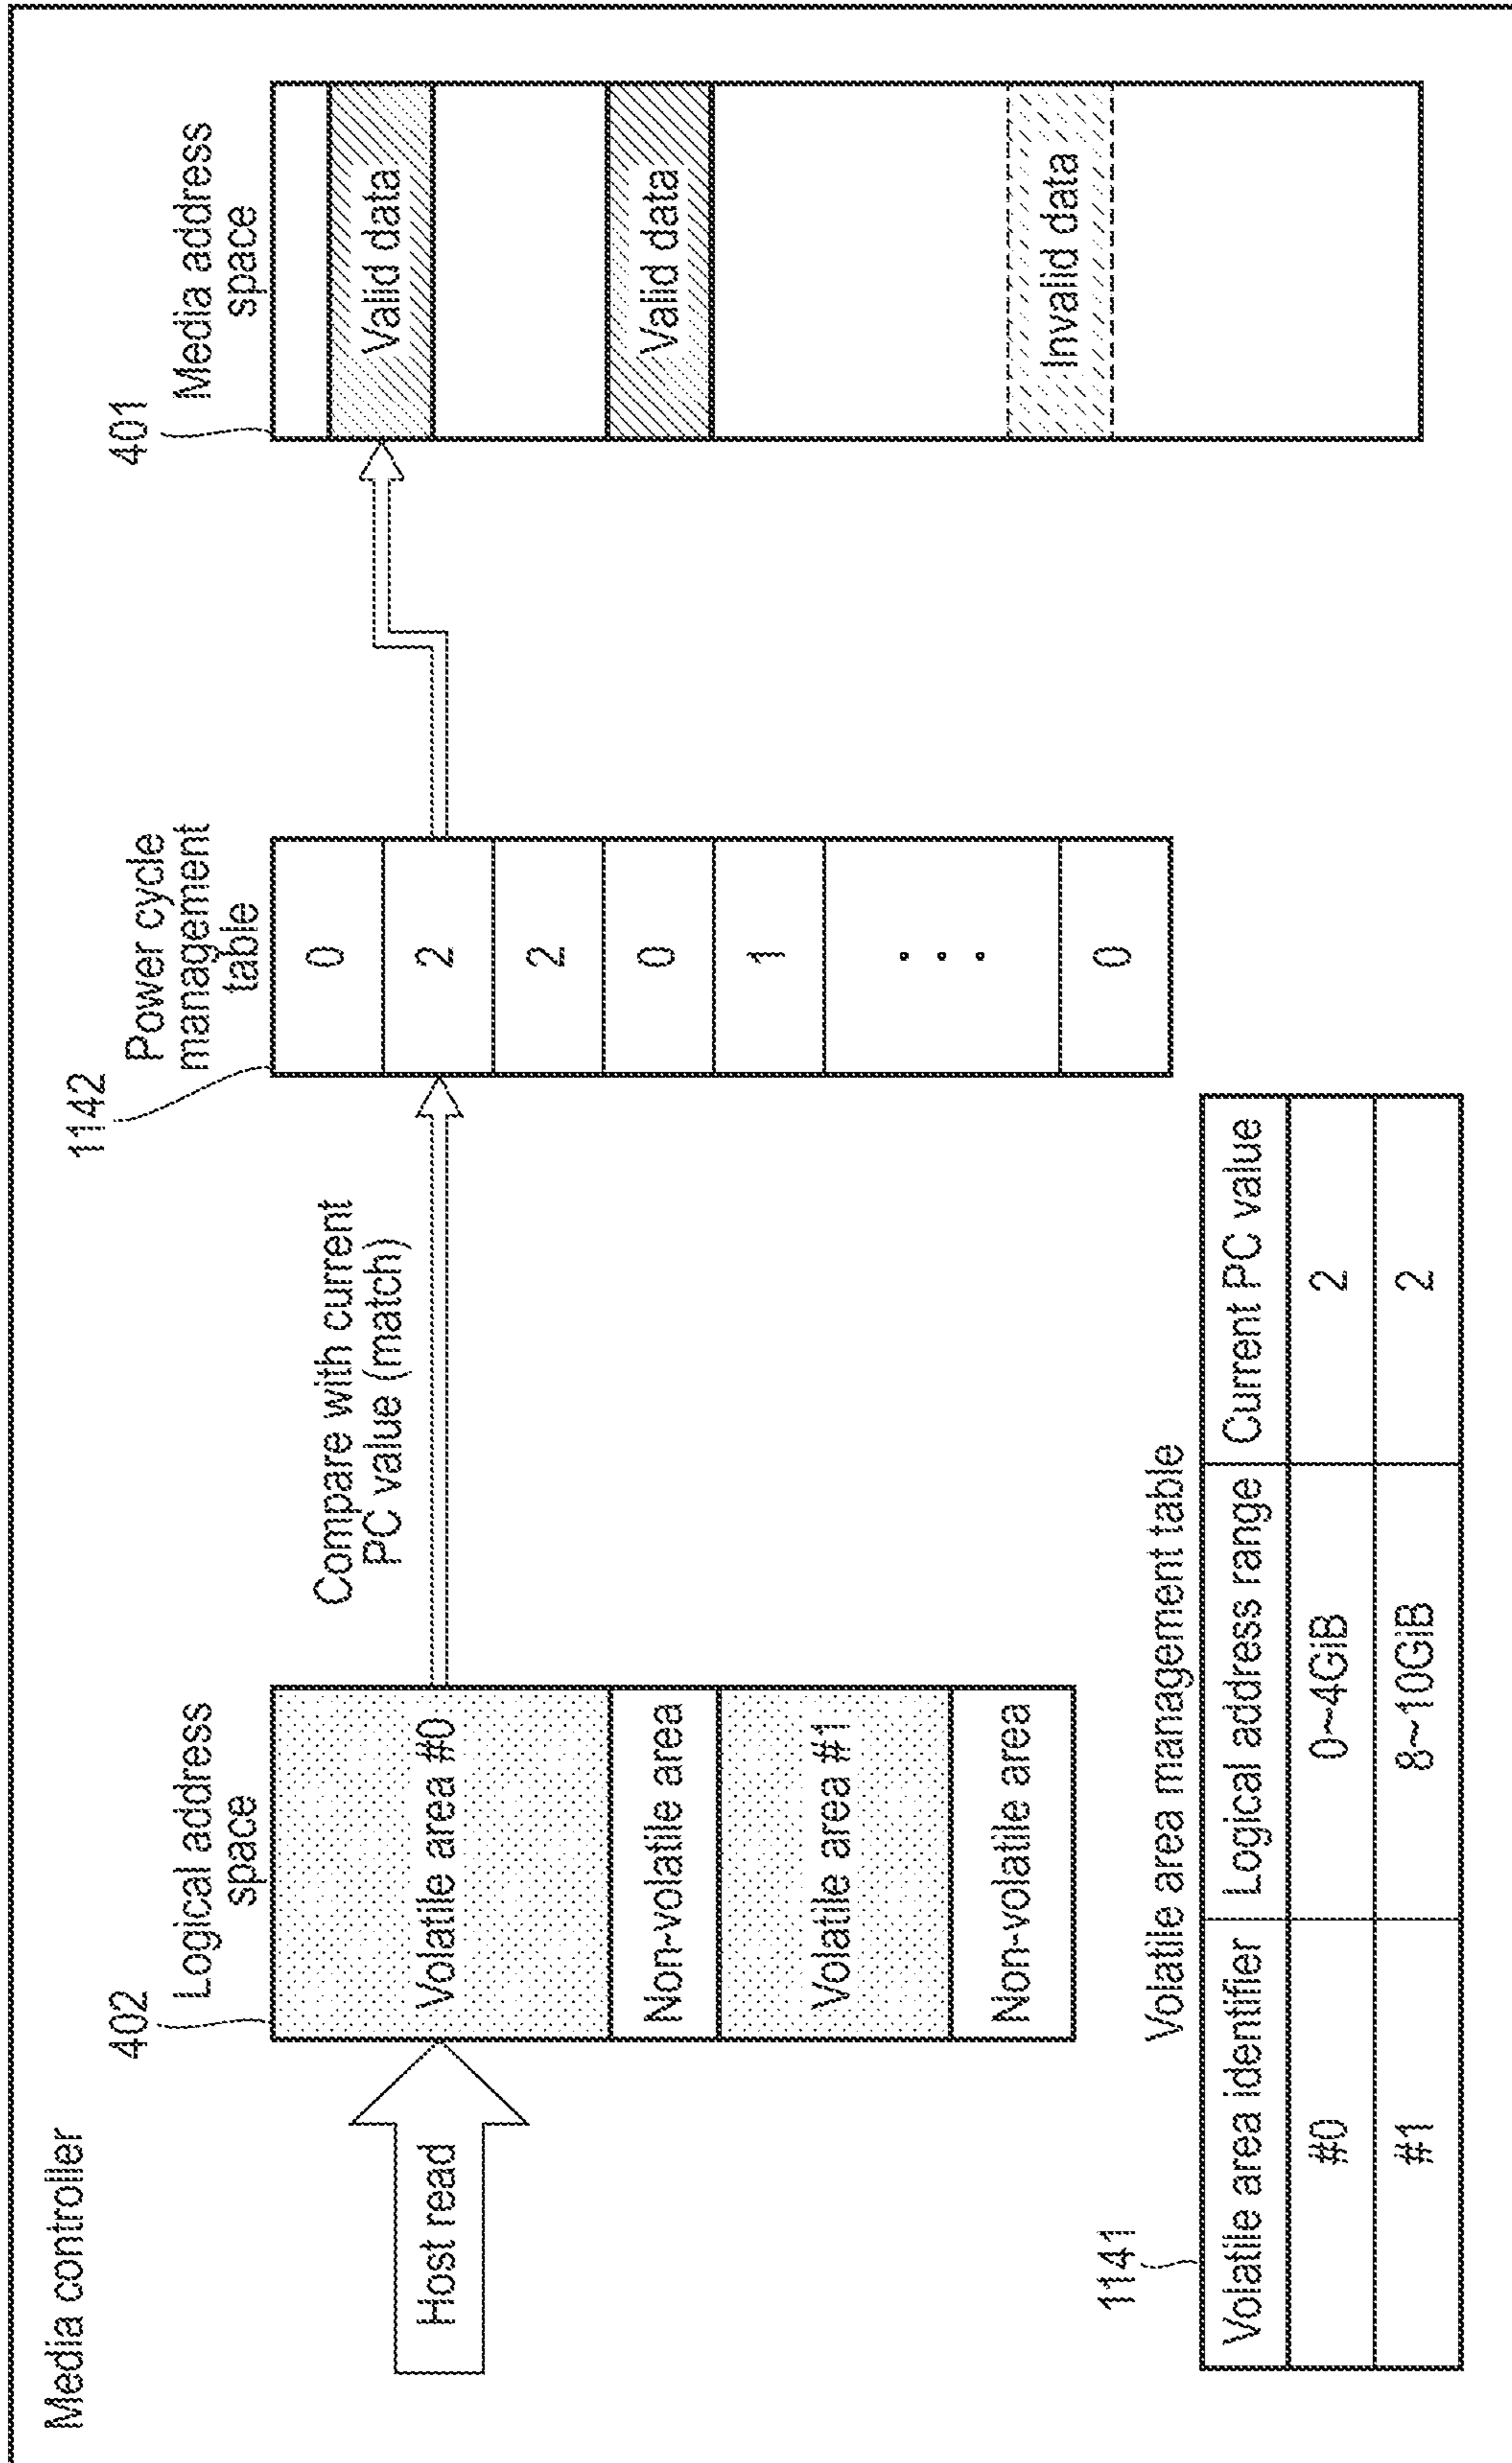 Media controller
Host read
402
Logical address
space
Volatile area #0
Non-volatile area
Volatile area #1
Non-volatile area
Compare with current
PC value (match)
1142
Power cycle
management
table
0
2
2
0
1
...
0
401
Media address
space
Valid data
Valid data
Invalid data
Volatile area management table
1141
Volatile area identifier Logical address range Current PC value
#0 0~4GiB 2
#1 8~10GiB 2